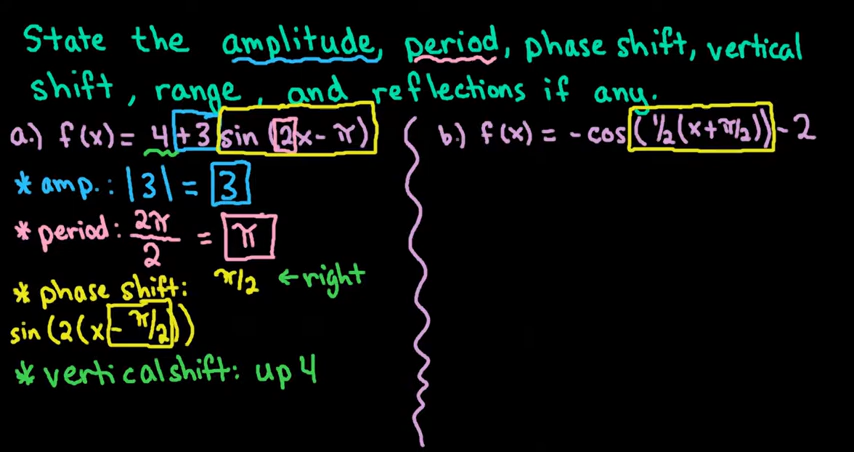 State the amplitude, period, phase shift, vertical
shift, range, and reflections if any.
a.) f(x) = 4+3 sin (2x - π)
* amp.: |3| = 3
* period: 2π/2 = π
* phase shift: π/2 ← right
sin (2(x - π/2))
* vertical shift: up 4
b.) f(x) = -cos (1/2(x+π/2)) - 2